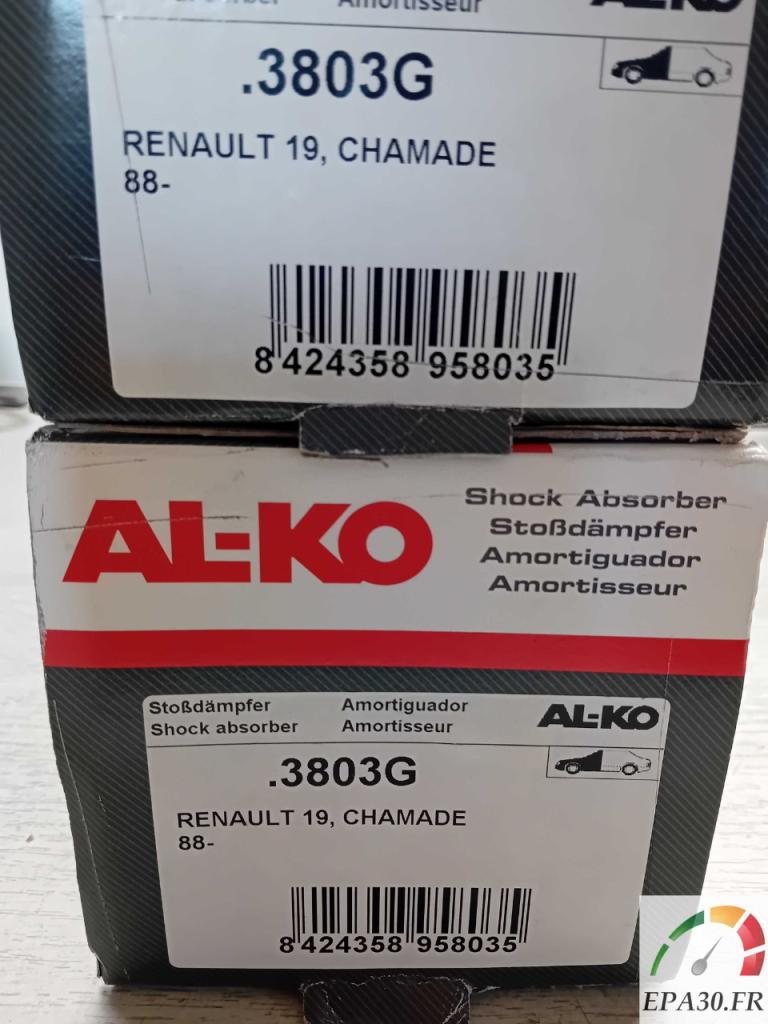 Amortisseur
AL-KO
.3803G
RENAULT 19, CHAMADE
88-
8 424358 958035
AL-KO
Shock Absorber
Stoßdämpfer
Amortiguador
Amortisseur
Stoßdämpfer Amortiguador
Shock absorber Amortisseur
AL-KO
.3803G
RENAULT 19, CHAMADE
88-
8 424358 958035
EPA30.FR